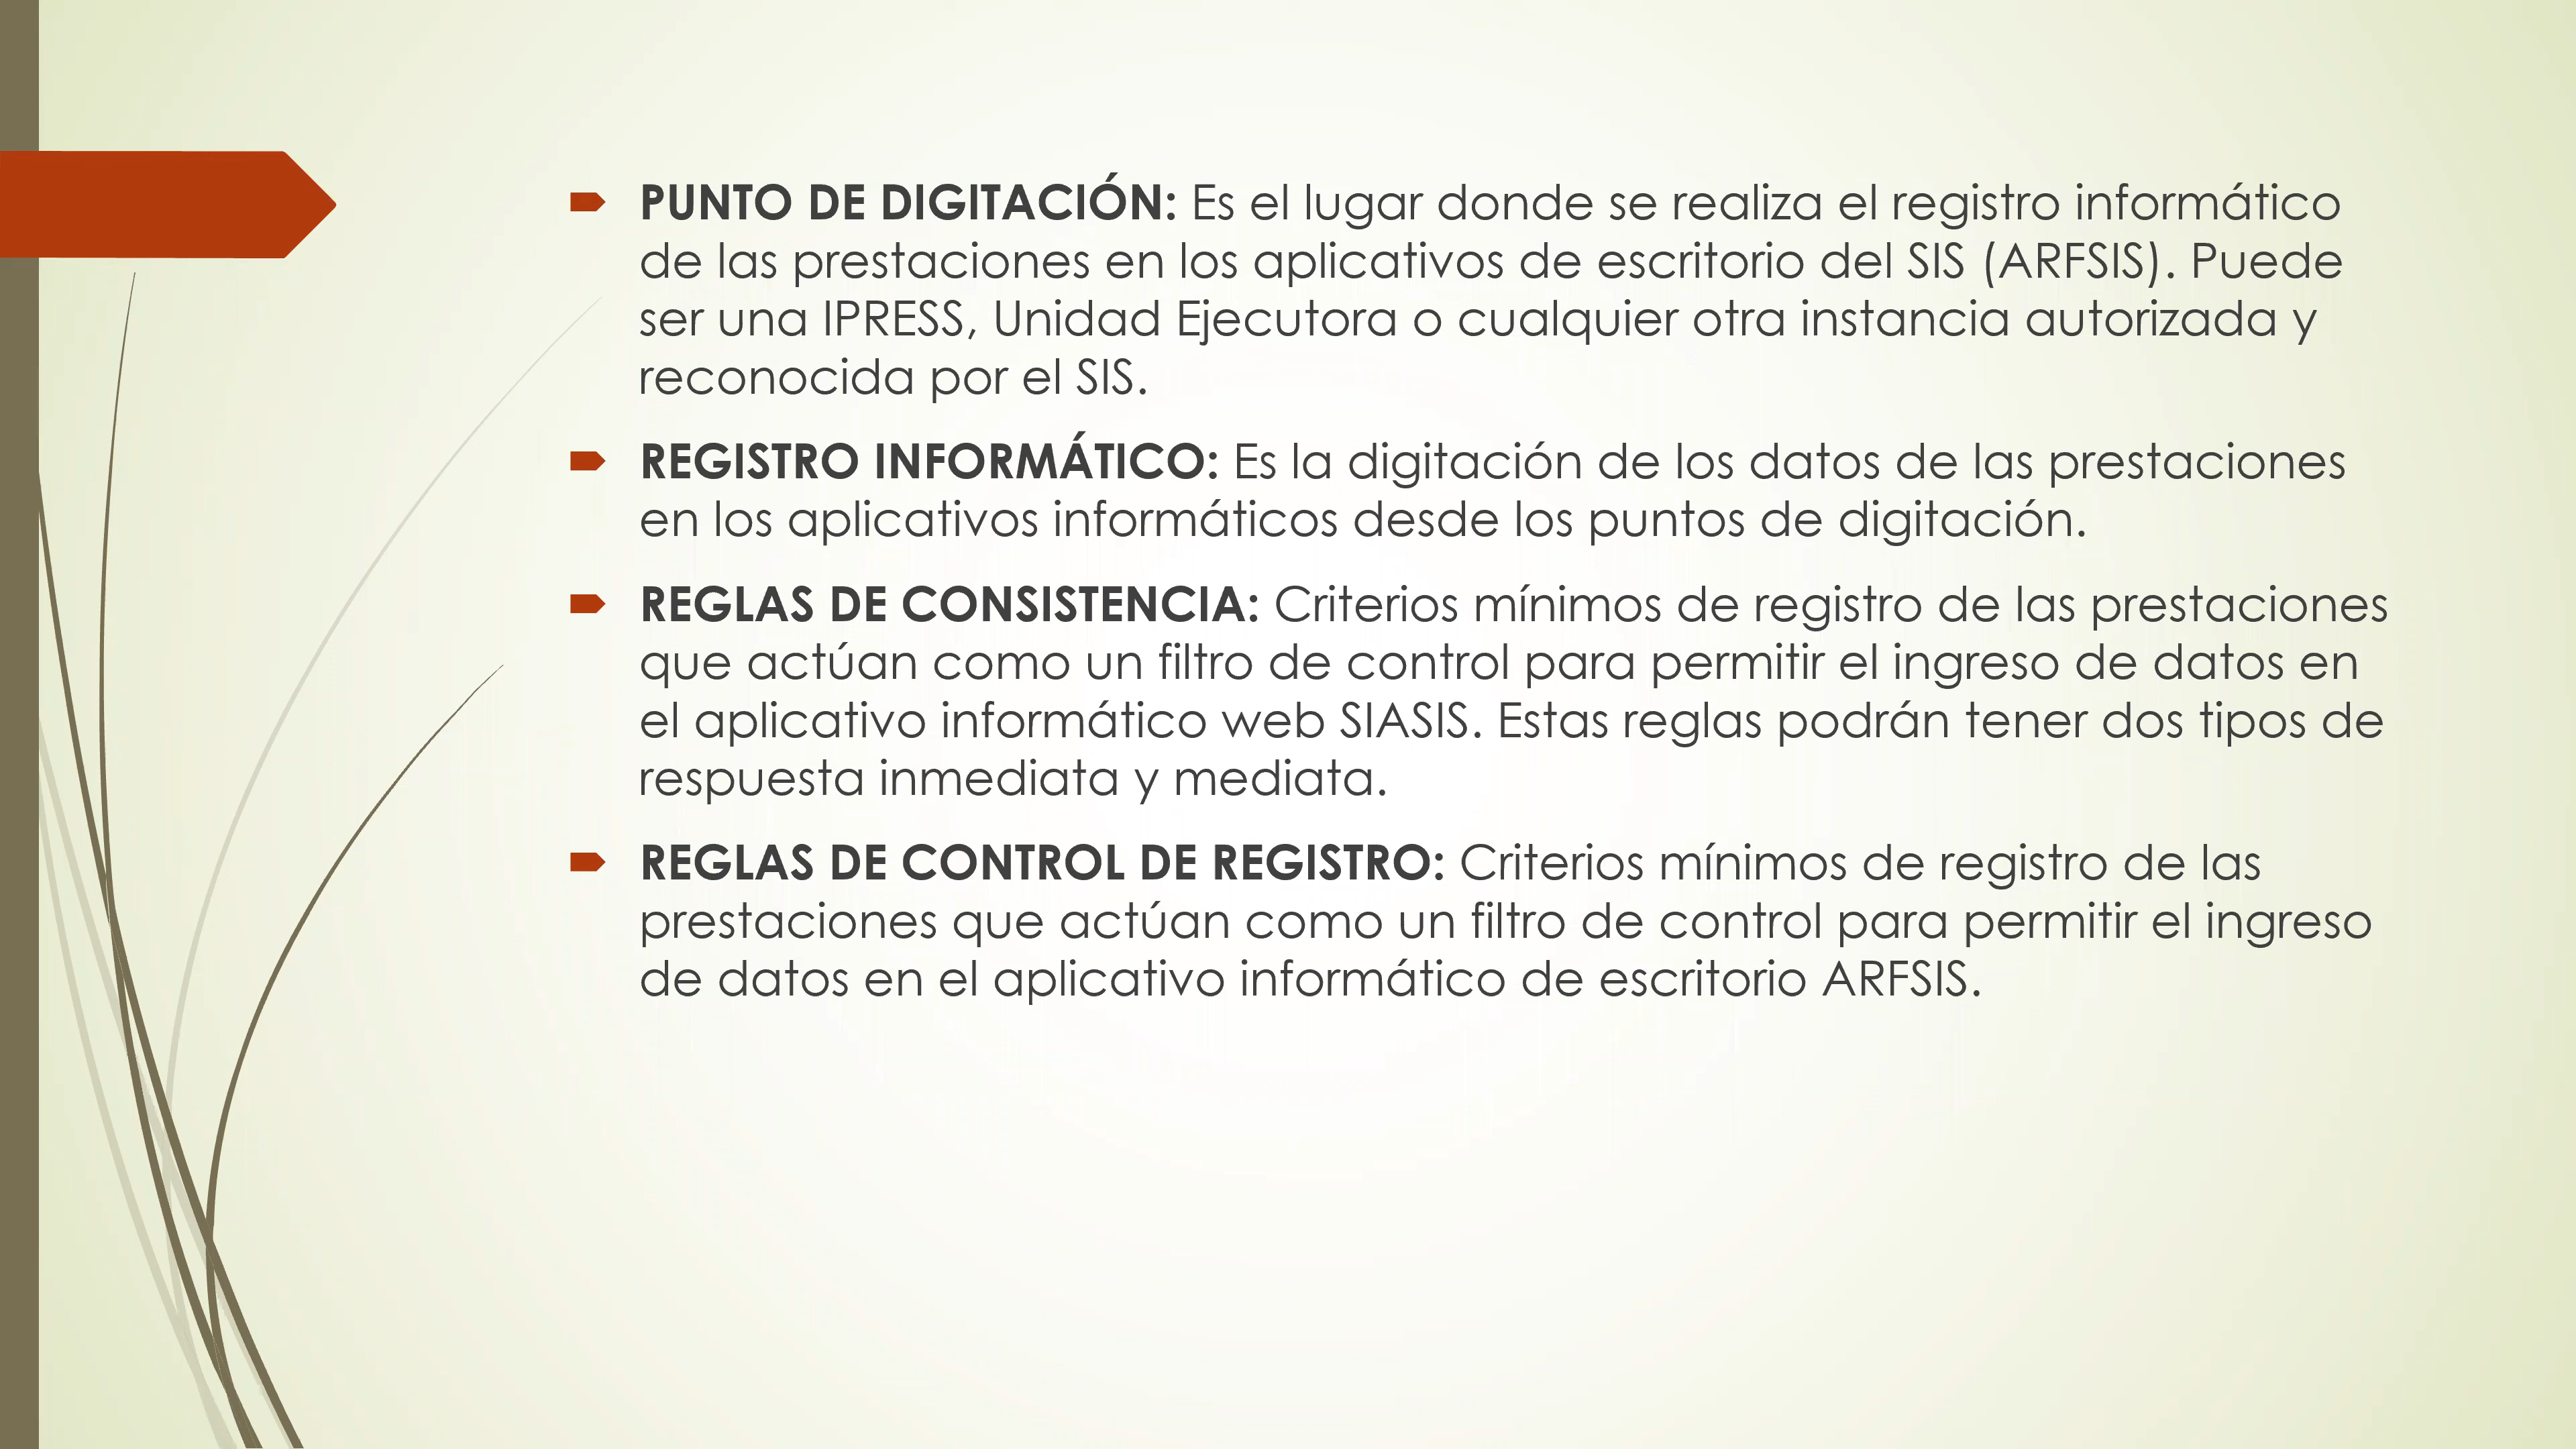 PUNTO DE DIGITACIÓN: Es el lugar donde se realiza el registro informático
de las prestaciones en los aplicativos de escritorio del SIS (ARFSIS). Puede
ser una IPRESS, Unidad Ejecutora o cualquier otra instancia autorizada y
reconocida por el SIS.
REGISTRO INFORMÁTICO: Es la digitación de los datos de las prestaciones
en los aplicativos informáticos desde los puntos de digitación.
REGLAS DE CONSISTENCIA: Criterios mínimos de registro de las prestaciones
que actúan como un filtro de control para permitir el ingreso de datos en
el aplicativo informático web SIASIS. Estas reglas podrán tener dos tipos de
respuesta inmediata y mediata.
REGLAS DE CONTROL DE REGISTRO: Criterios mínimos de registro de las
prestaciones que actúan como un filtro de control para permitir el ingreso
de datos en el aplicativo informático de escritorio ARFSIS.